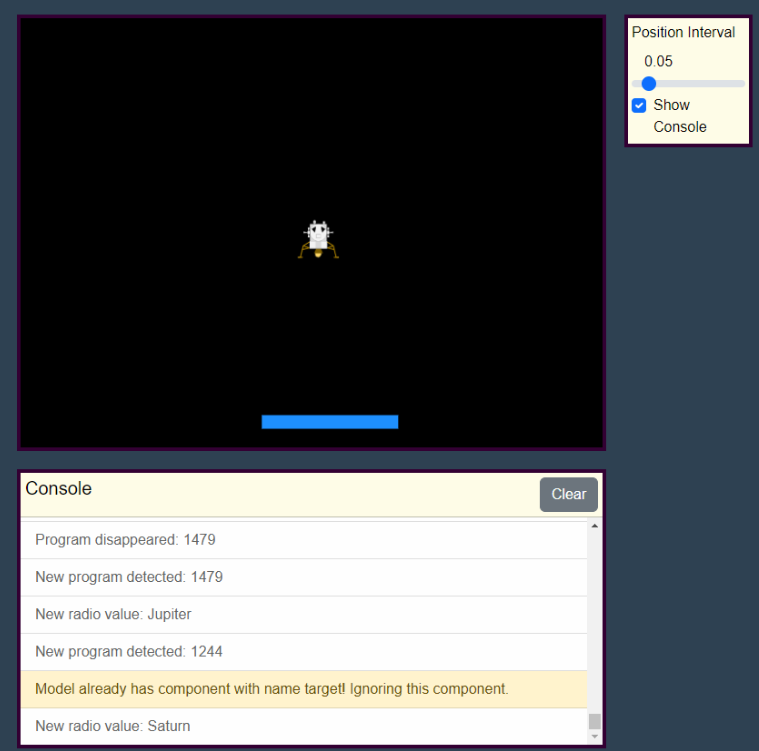 Position Interval
0.05
Show
Console
Console
Clear
Program disappeared: 1479
New program detected: 1479
New radio value: Jupiter
New program detected: 1244
Model already has component with name target! Ignoring this component.
New radio value: Saturn